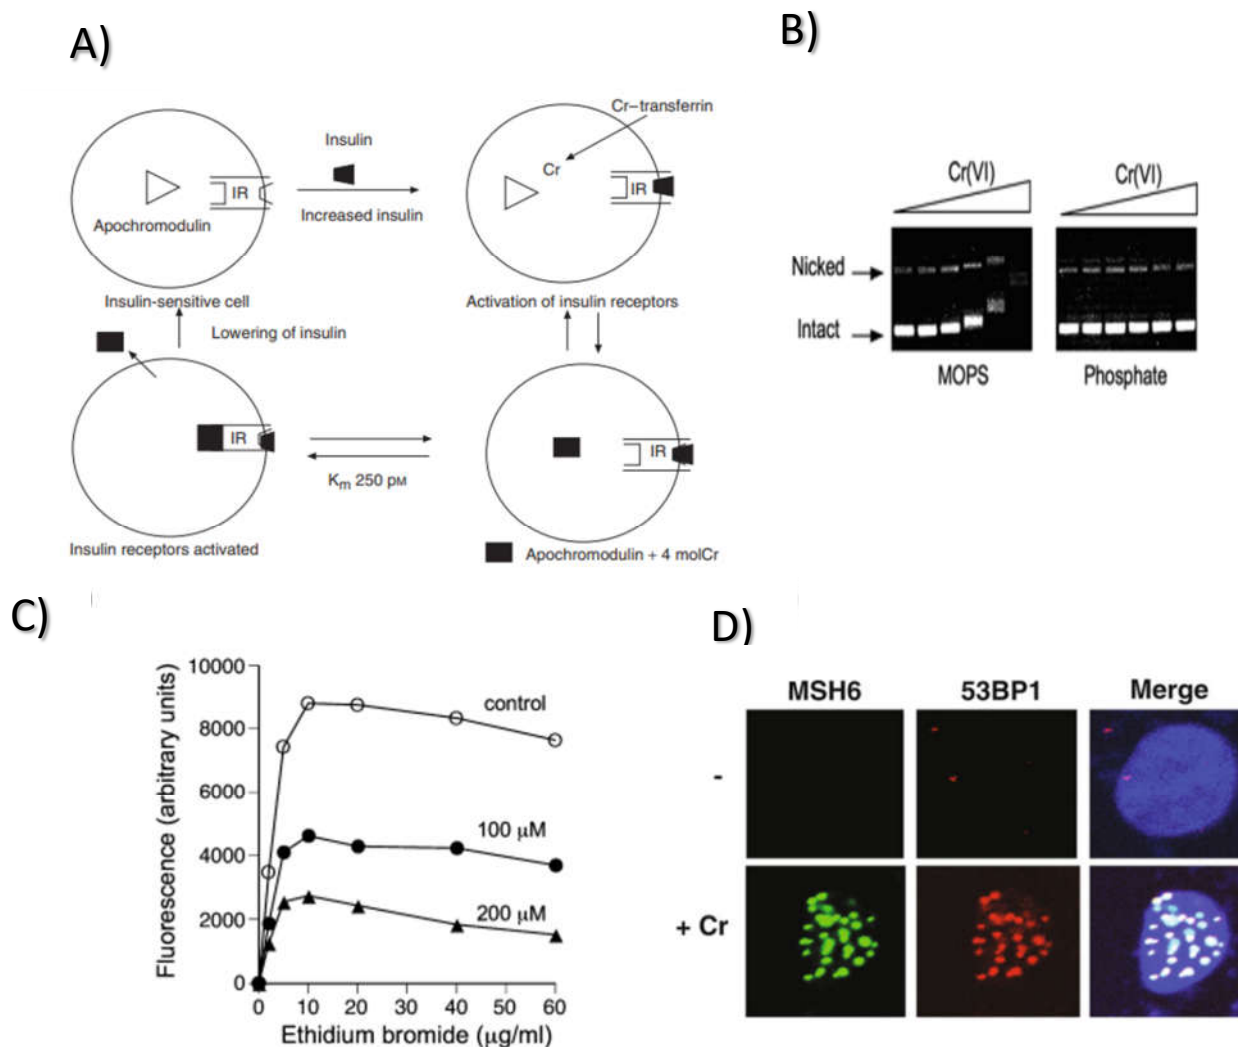 A)
Insulin
Increased insulin
IR
Apochromodulin
Insulin-sensitive cell
Cr–transferrin
Cr
IR
Activation of insulin receptors
Lowering of insulin
IR
Insulin receptors activated
Km 250 pM
IR
Apochromodulin + 4 molCr
B)
Cr(VI)
Cr(VI)
Nicked
Intact
MOPS
Phosphate
C)
Fluorescence (arbitrary units)
10000
8000
6000
4000
2000
0
control
100 µM
200 µM
0 10 20 30 40 50 60
Ethidium bromide (µg/ml)
D)
MSH6 53BP1 Merge
-
+ Cr